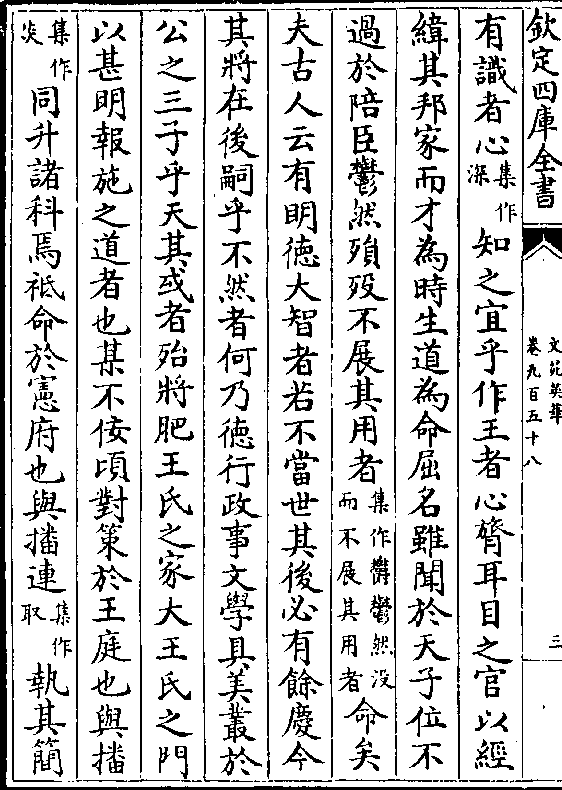 欽定四庫全書
文苑英華
卷九百五十八
三
有識者心集作深知之宜乎作王者心膂耳目之官以經
緯其邦家而才為時生道為命屈名雖聞於天子位不
過於陪臣鬱然殞歿不展其用者集作欝鬱然没而不展其用者命矣
夫古人云有明德大智者若不當世其後必有餘慶今
其將在後嗣乎不然者何乃德行政事文學具美叢於
公之三子乎天其或者殆將肥王氏之家大王氏之門
以甚明報施之道者也某不佞頃對策於王庭也與播
集作炎同升諸科焉祗命於憲府也與播連集作取執其簡